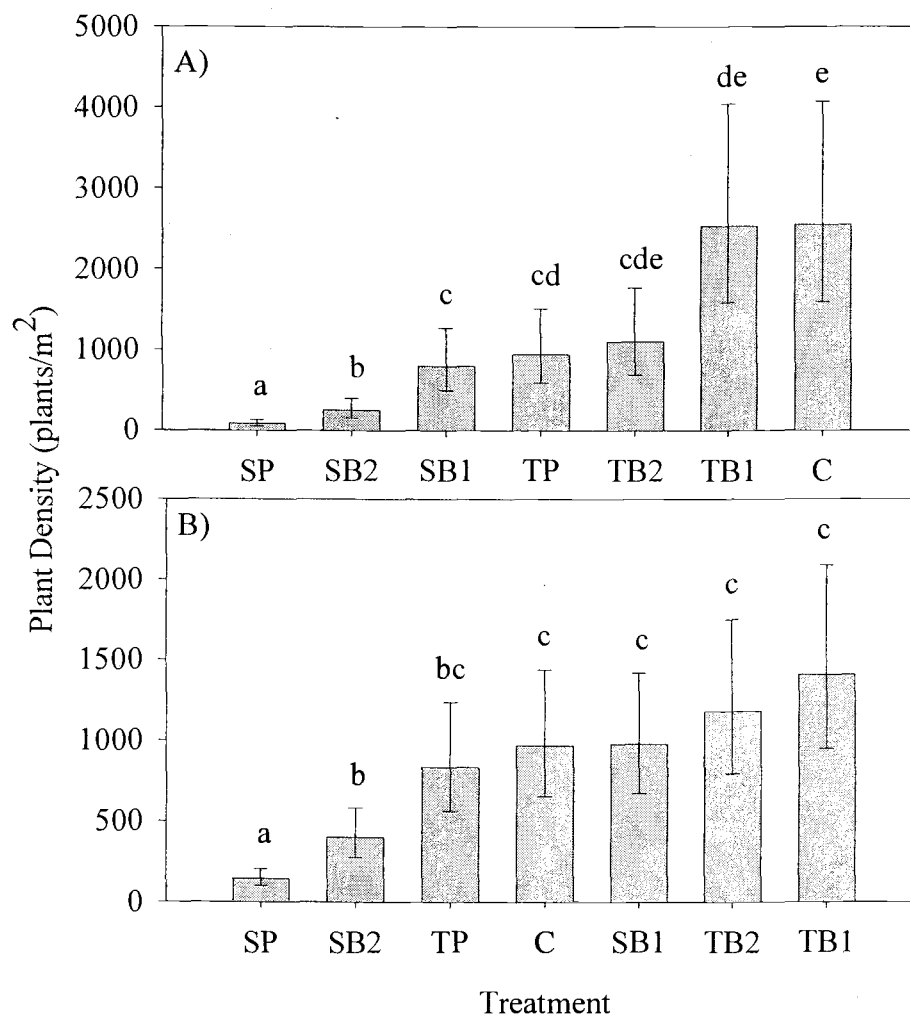 Plant Density (plants/m²)
A)
5000
4000
3000
2000
1000
0
a
b
c
cd
cde
de
e
SP SB2 SB1 TP TB2 TB1 C
B)
2500
2000
1500
1000
500
0
a
b
bc
c
c
c
c
SP SB2 TP C SB1 TB2 TB1
Treatment